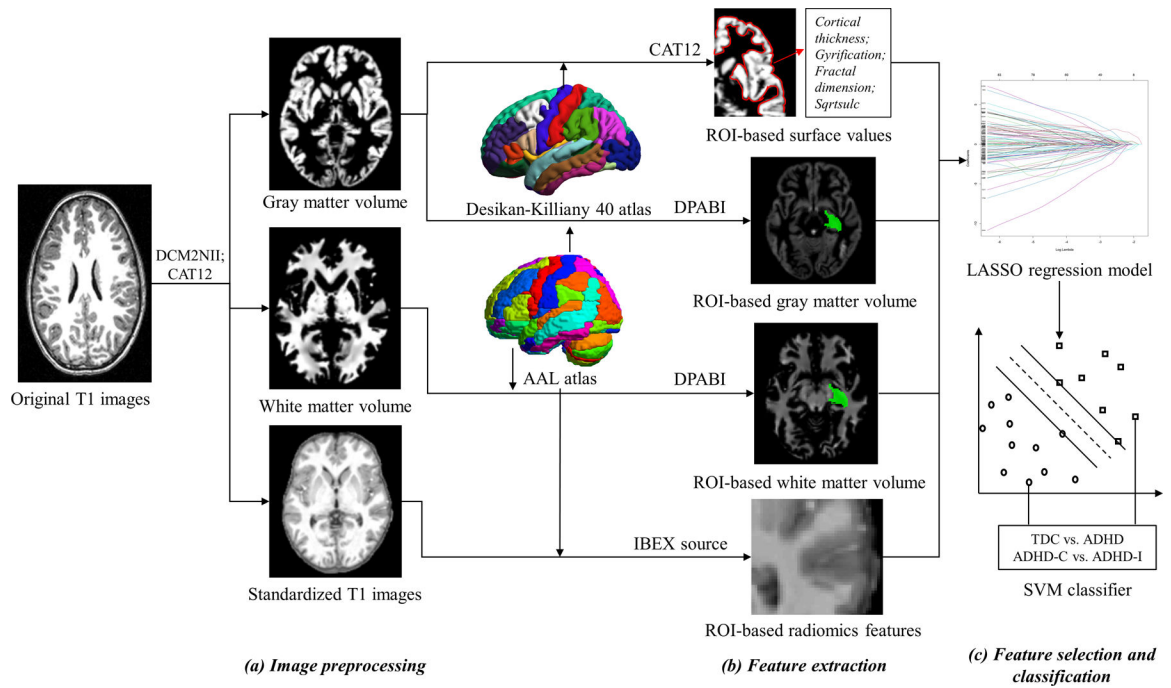 Original T1 images
DCM2NII;
CAT12
Gray matter volume
White matter volume
Standardized T1 images
(a) Image preprocessing
CAT12
Desikan-Killiany 40 atlas
DPABI
AAL atlas
DPABI
IBEX source
Cortical
thickness;
Gyrification;
Fractal
dimension;
Sqrtsulc
ROI-based surface values
ROI-based gray matter volume
ROI-based white matter volume
ROI-based radiomics features
(b) Feature extraction
Coefficients
Log Lambda
LASSO regression model
TDC vs. ADHD
ADHD-C vs. ADHD-I
SVM classifier
(c) Feature selection and
classification